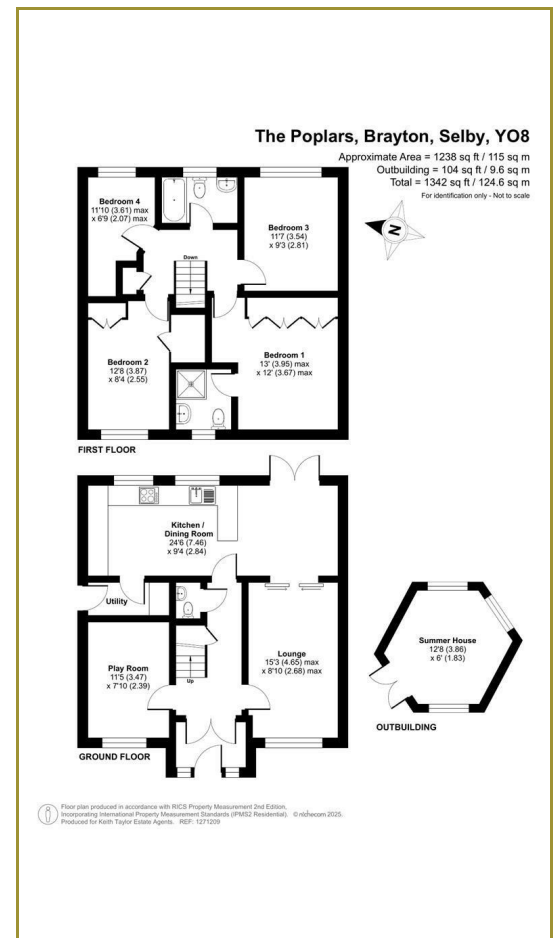 The Poplars, Brayton, Selby, YO8
Approximate Area = 1238 sq ft / 115 sq m
Outbuilding = 104 sq ft / 9.6 sq m
Total = 1342 sq ft / 124.6 sq m
For identification only - Not to scale
N
Bedroom 4
11'10 (3.61) max
x 6'9 (2.07) max
Bedroom 3
11'7 (3.54)
x 9'3 (2.81)
Down
Bedroom 2
12'8 (3.87)
x 8'4 (2.55)
Bedroom 1
13' (3.95) max
x 12' (3.67) max
FIRST FLOOR
Kitchen /
Dining Room
24'6 (7.46)
x 9'4 (2.84)
Utility
Play Room
11'5 (3.47)
x 7'10 (2.39)
Up
Lounge
15'3 (4.65) max
x 8'10 (2.68) max
Summer House
12'8 (3.86)
x 6' (1.83)
OUTBUILDING
GROUND FLOOR
Floor plan produced in accordance with RICS Property Measurement 2nd Edition,
Incorporating International Property Measurement Standards (IPMS2 Residential). © nichecom 2025.
Produced for Keith Taylor Estate Agents. REF: 1271209